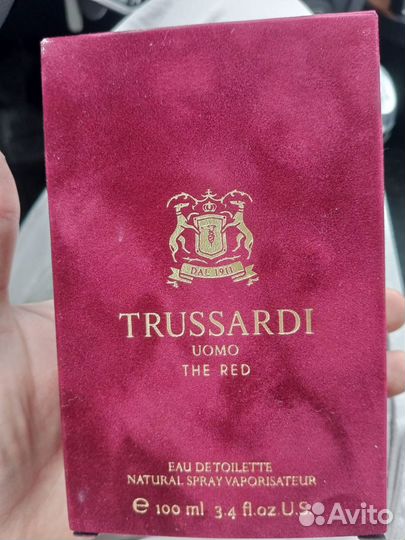 DAL 1911
TRUSSARDI
UOMO
THE RED
EAU DE TOILETTE
NATURAL SPRAY VAPORISATEUR
e 100 ml 3.4 fl.oz U.S.
Avito